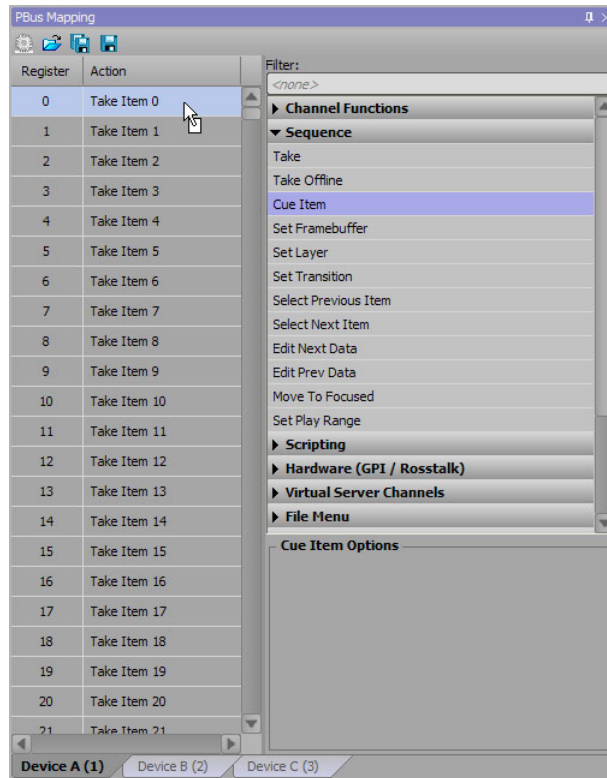 PBus Mapping
Filter:
Register Action
<none>
0 Take Item 0
1 Take Item 1
2 Take Item 2
3 Take Item 3
4 Take Item 4
5 Take Item 5
6 Take Item 6
7 Take Item 7
8 Take Item 8
9 Take Item 9
10 Take Item 10
11 Take Item 11
12 Take Item 12
13 Take Item 13
14 Take Item 14
15 Take Item 15
16 Take Item 16
17 Take Item 17
18 Take Item 18
19 Take Item 19
20 Take Item 20
21 Take Item 21
Channel Functions
Sequence
Take
Take Offline
Cue Item
Set Framebuffer
Set Layer
Set Transition
Select Previous Item
Select Next Item
Edit Next Data
Edit Prev Data
Move To Focused
Set Play Range
Scripting
Hardware (GPI / Rosstalk)
Virtual Server Channels
File Menu
Cue Item Options
Device A (1) Device B (2) Device C (3)